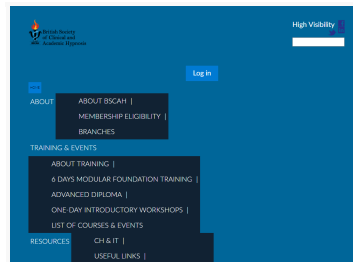 British Society
of Clinical and
Academic Hypnosis
High Visibility
Log in
ABOUT
ABOUT BSCAH |
MEMBERSHIP ELIGIBILITY |
BRANCHES
TRAINING & EVENTS
ABOUT TRAINING |
6 DAYS MODULAR FOUNDATION TRAINING |
ADVANCED DIPLOMA |
ONE-DAY INTRODUCTORY WORKSHOPS |
LIST OF COURSES & EVENTS
RESOURCES
CH & IT |
USEFUL LINKS |